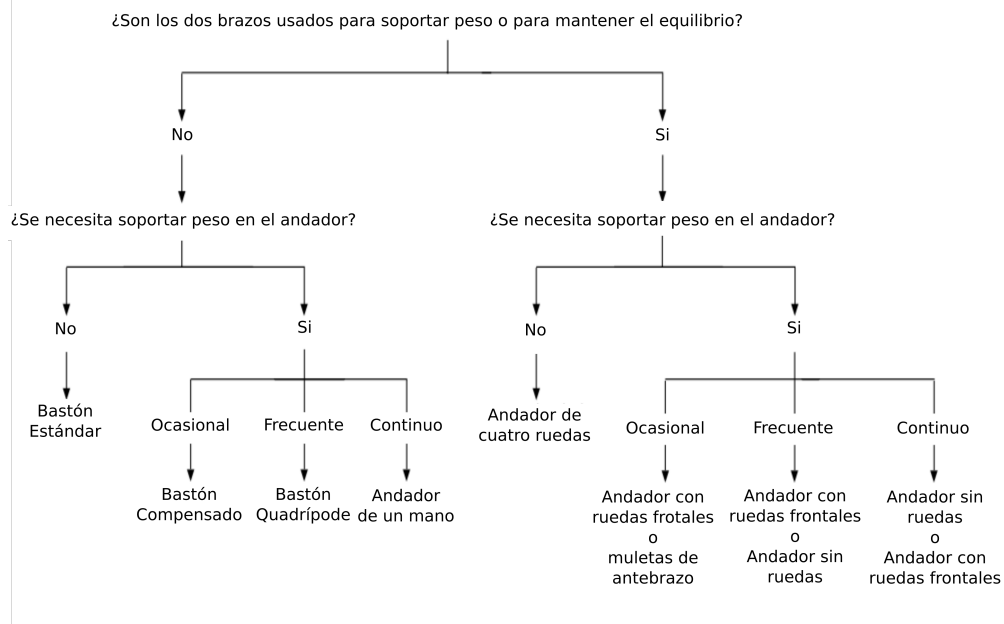 ¿Son los dos brazos usados para soportar peso o para mantener el equilibrio?
No
Si
¿Se necesita soportar peso en el andador?
¿Se necesita soportar peso en el andador?
No
Si
No
Si
Bastón
Estándar
Ocasional
Frecuente
Continuo
Andador de
cuatro ruedas
Ocasional
Frecuente
Continuo
Bastón
Compensado
Bastón
Quadrípode
Andador
de un mano
Andador con
ruedas frotales
o
muletas de
antebrazo
Andador con
ruedas frontales
o
Andador sin
ruedas
Andador sin
ruedas
o
Andador con
ruedas frontales